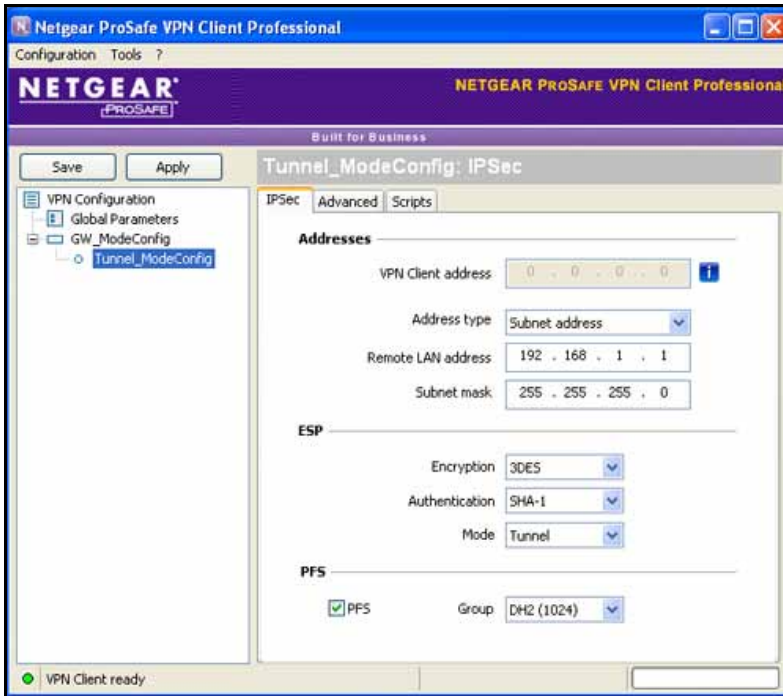 Netgear ProSafe VPN Client Professional
Configuration Tools ?
NETGEAR®
PROSAFE
NETGEAR PROSAFE VPN Client Professiona
Built for Business
Save Apply
Tunnel_ModeConfig: IPSec
VPN Configuration
Global Parameters
GW_ModeConfig
Tunnel_ModeConfig
IPSec Advanced Scripts
Addresses
VPN Client address 0 . 0 . 0 . 0 i
Address type Subnet address
Remote LAN address 192 . 168 . 1 . 1
Subnet mask 255 . 255 . 255 . 0
ESP
Encryption 3DES
Authentication SHA-1
Mode Tunnel
PFS
PFS Group DH2 (1024)
VPN Client ready